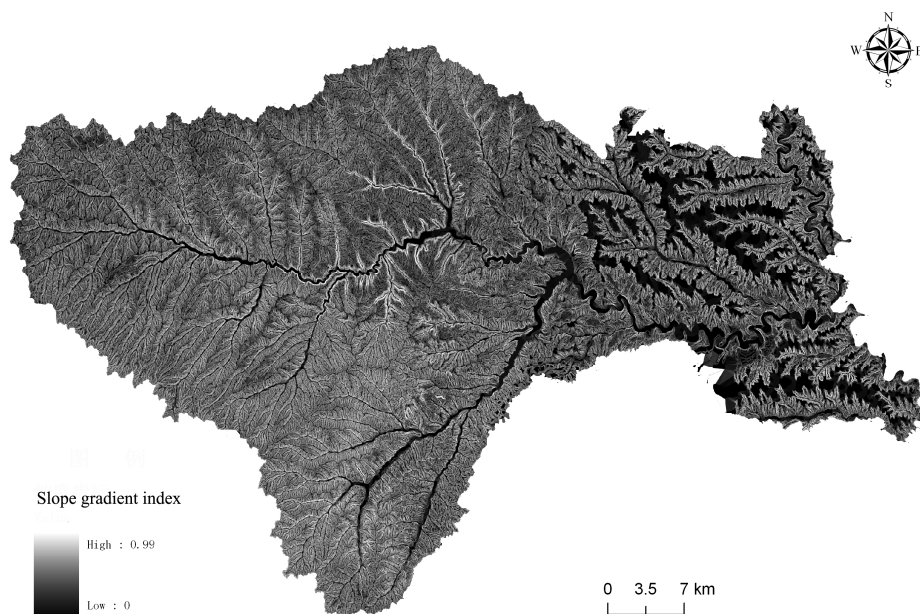 N
W E
S
Slope gradient index
High : 0.99
Low : 0
0 3.5 7 km